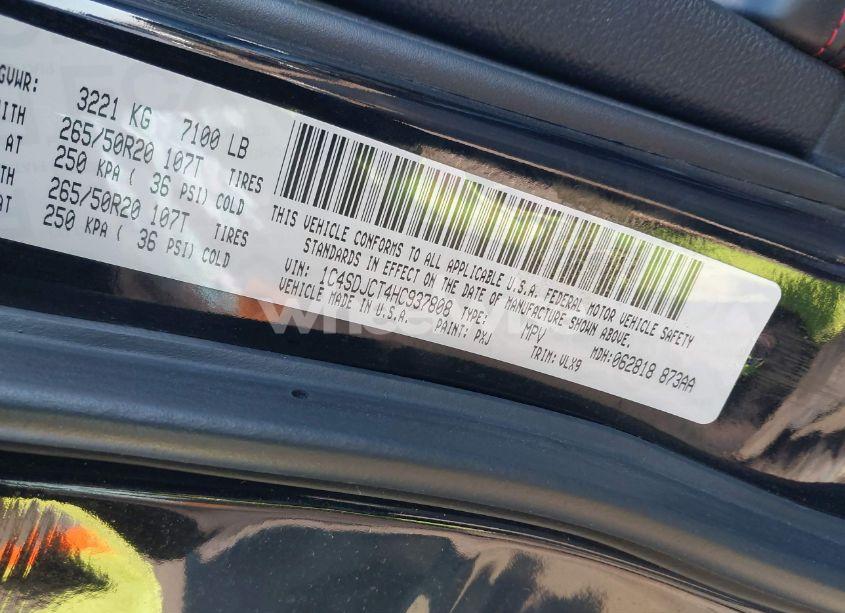 GVWR: 3221 KG 7100 LB
265/50R20 107T TIRES
AT 250 KPA ( 36 PSI) COLD
265/50R20 107T TIRES
AT 250 KPA ( 36 PSI) COLD
THIS VEHICLE CONFORMS TO ALL APPLICABLE U.S.A. FEDERAL MOTOR VEHICLE SAFETY
STANDARDS IN EFFECT ON THE DATE OF MANUFACTURE SHOWN ABOVE.
VIN: 1C4SDJCT4HC937808 TYPE: MPV MDH:062818 873AA
VEHICLE MADE IN U.S.A. PAINT: PXJ TRIM: VLX9